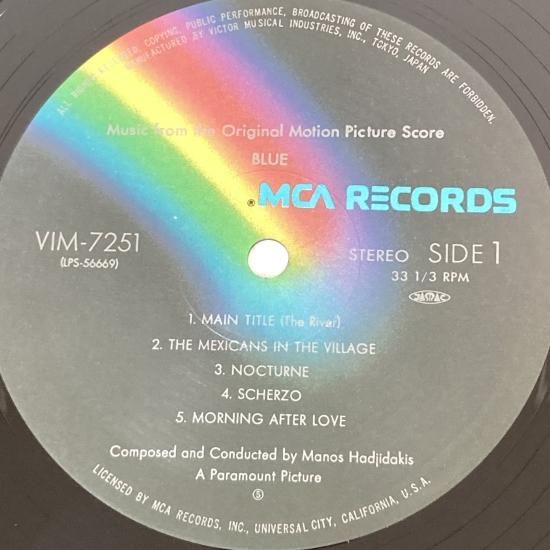 ALL RIGHTS RESERVED. COPYING, PUBLIC PERFORMANCE, BROADCASTING OF THESE RECORDS ARE FORBIDDEN.
MANUFACTURED BY VICTOR MUSICAL INDUSTRIES, INC., TOKYO, JAPAN
Music from the Original Motion Picture Score
BLUE
® MCA RECORDS
VIM-7251
(LPS-56669)
STEREO SIDE 1
33 1/3 RPM
JASRAC
1. MAIN TITLE (The River)
2. THE MEXICANS IN THE VILLAGE
3. NOCTURNE
4. SCHERZO
5. MORNING AFTER LOVE
Composed and Conducted by Manos Hadjidakis
A Paramount Picture
Ⓢ
LICENSED BY MCA RECORDS, INC., UNIVERSAL CITY, CALIFORNIA, U.S.A.